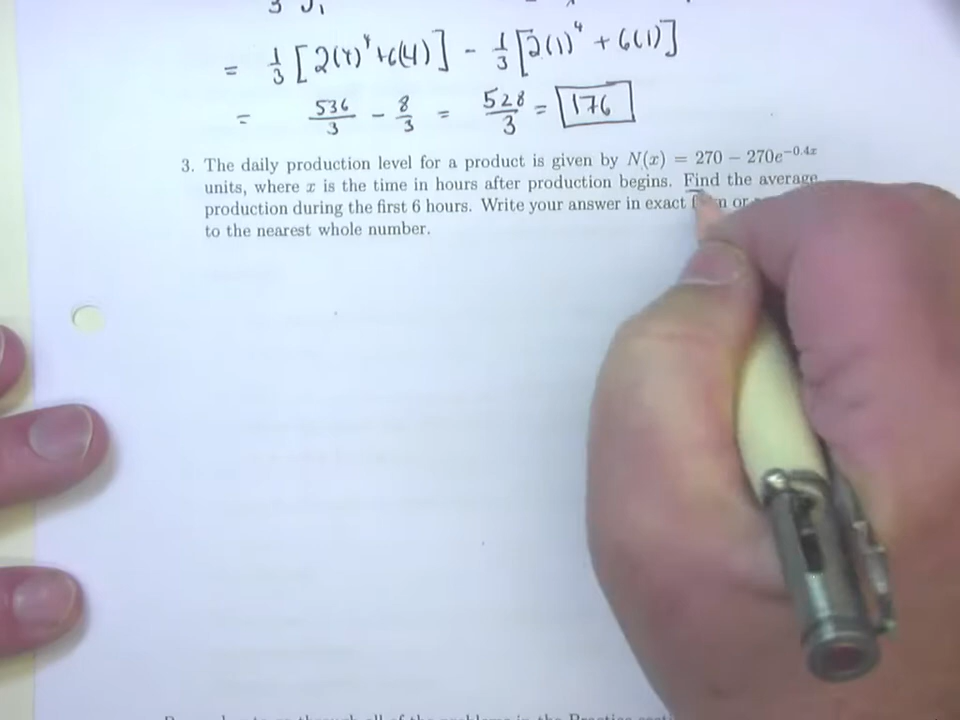 3 J₁
= 1/3 [2(4)⁴+6(4)] - 1/3 [2(1)⁴ + 6(1)]
= 536/3 - 8/3 = 528/3 = 176
3. The daily production level for a product is given by N(x) = 270 − 270e^{−0.4x}
units, where x is the time in hours after production begins. Find the average
production during the first 6 hours. Write your answer in exact or
to the nearest whole number.